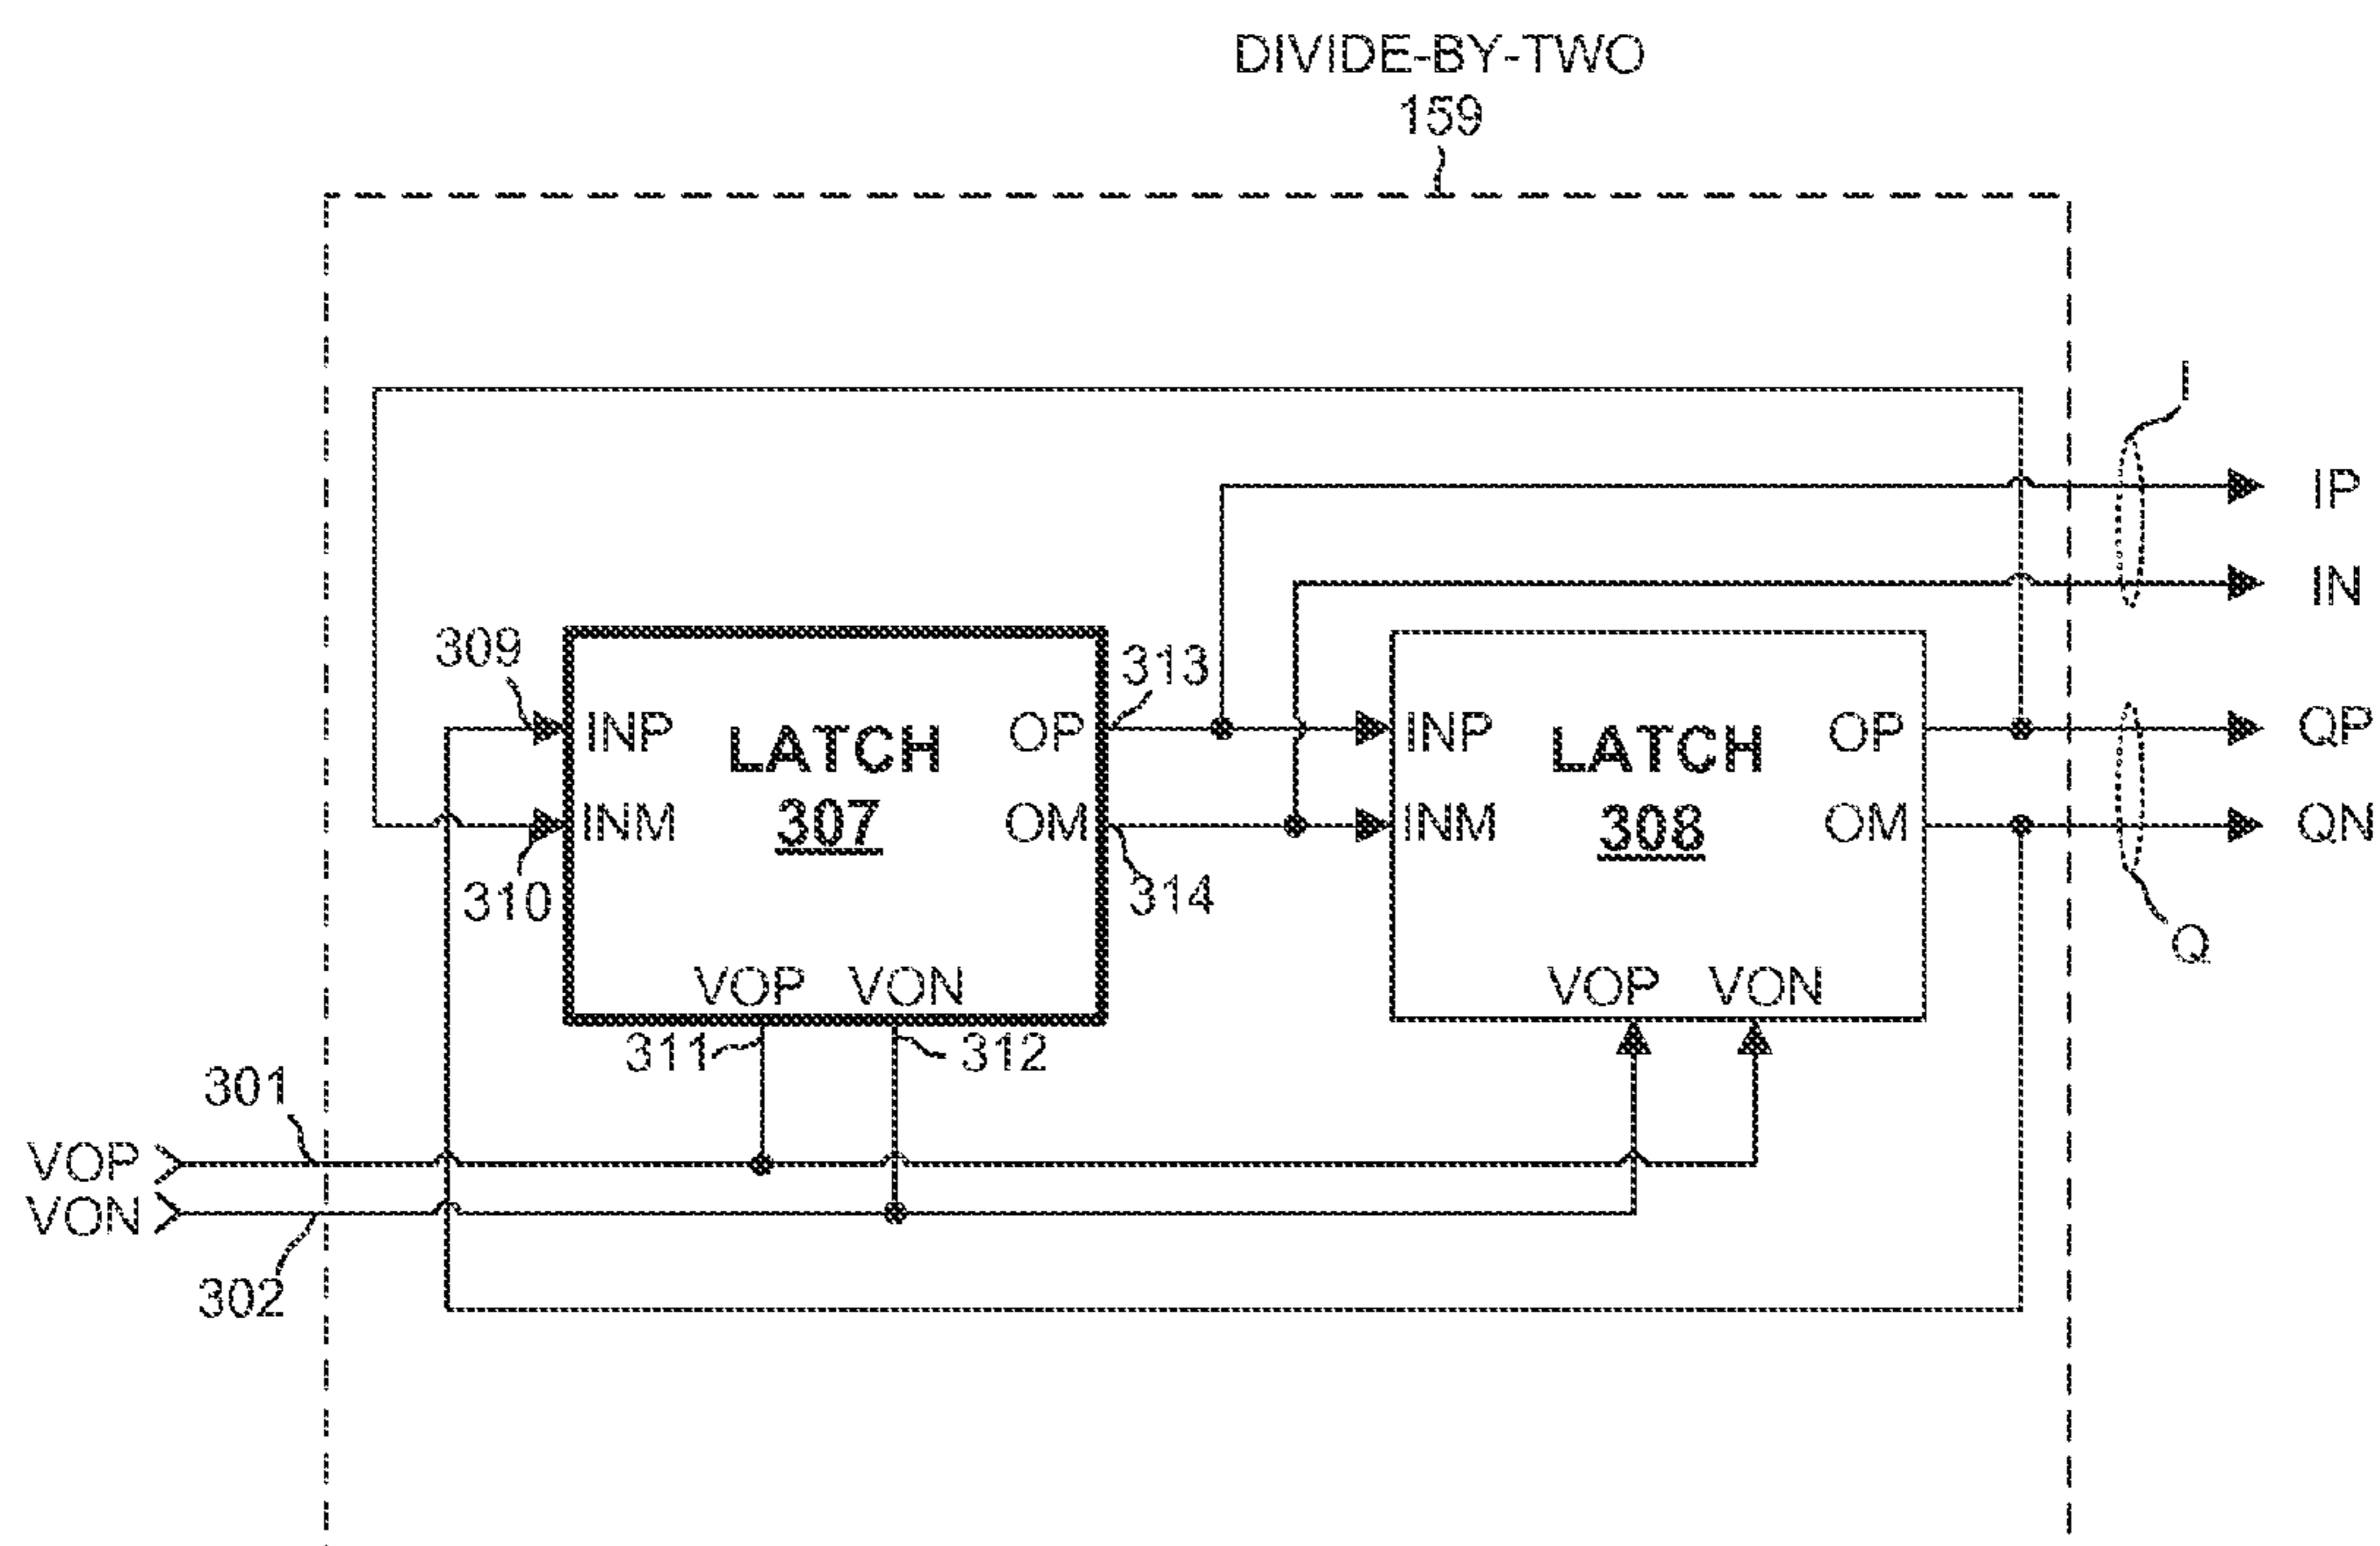 DIVIDE-BY-TWO
159
I
IP
IN
309
313
INP
LATCH
OP
INP
LATCH
OP
QP
INM
307
OM
INM
308
OM
QN
310
314
Q
VOP
VON
VOP
VON
311
312
301
VOP
VON
302